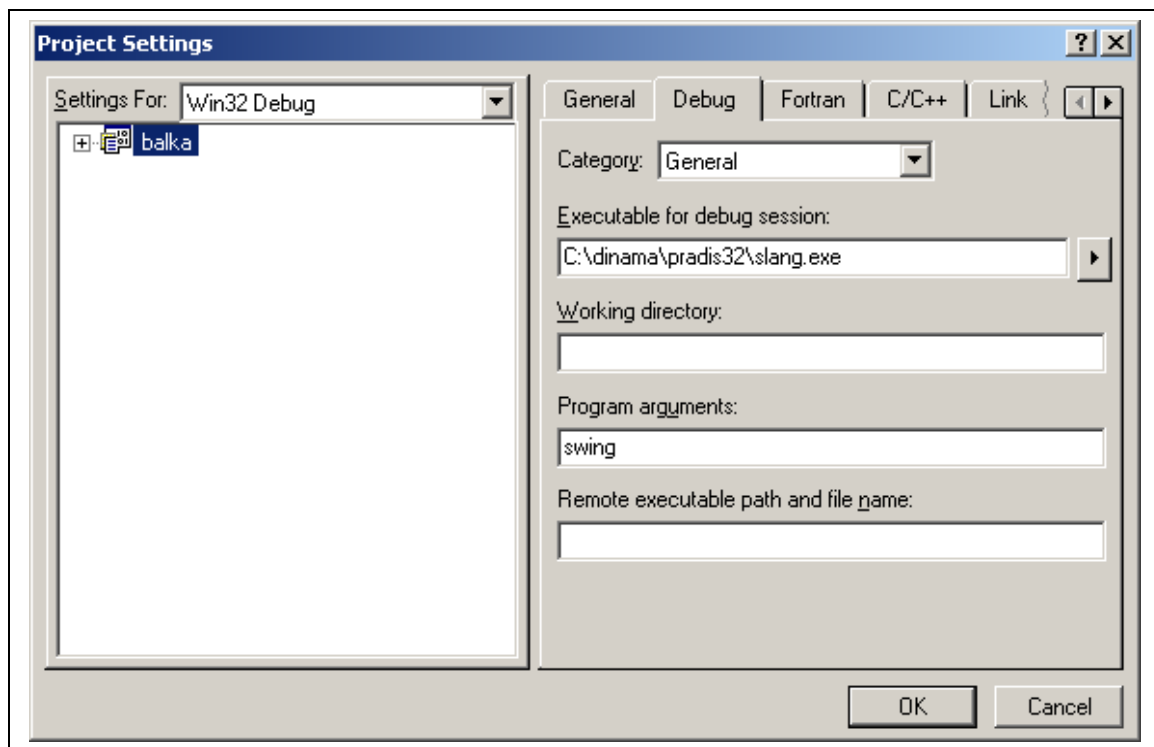 Project Settings
Settings For: Win32 Debug
balka
General Debug Fortran C/C++ Link
Category: General
Executable for debug session:
C:\dinama\pradis32\slang.exe
Working directory:
Program arguments:
swing
Remote executable path and file name:
OK Cancel